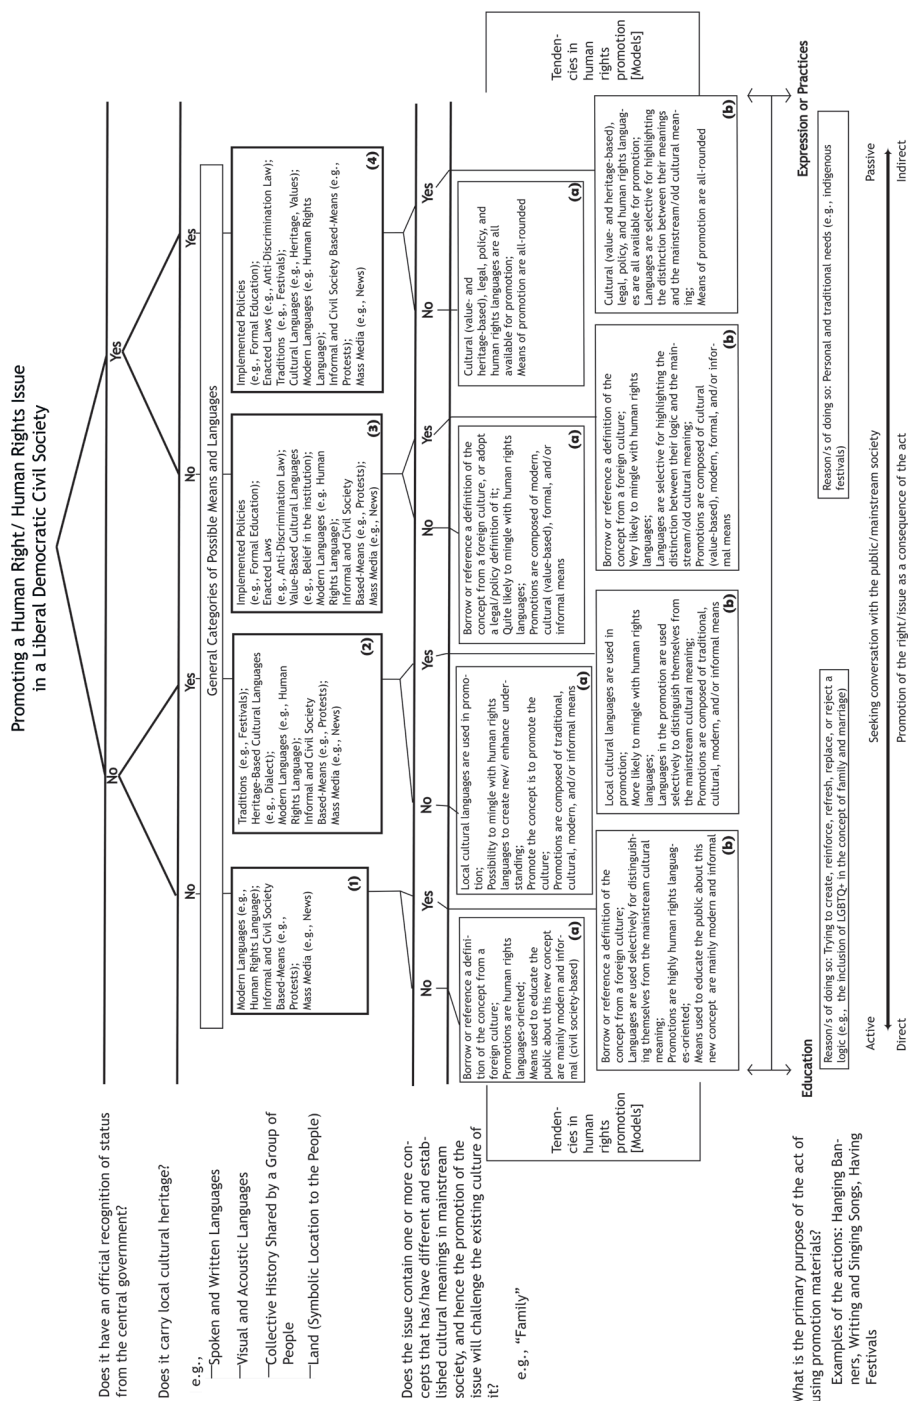 Promoting a Human Right/ Human Rights Issue
in a Liberal Democratic Civil Society
Does it have an official recognition of status
from the central government?
No
Yes
Does it carry local cultural heritage?
e.g.,
Spoken and Written Languages
Visual and Acoustic Languages
Collective History Shared by a Group of
People
Land (Symbolic Location to the People)
No
Yes
No
Yes
General Categories of Possible Means and Languages
Modern Languages (e.g.,
Human Rights Language);
Informal and Civil Society
Based-Means (e.g.,
Protests);
Mass Media (e.g., News)
(1)
Traditions (e.g., Festivals);
Heritage-Based Cultural Languages
(e.g., Dialect);
Modern Languages (e.g., Human
Rights Language);
Informal and Civil Society
Based-Means (e.g., Protests);
Mass Media (e.g., News)
(2)
Implemented Policies
(e.g., Formal Education);
Enacted Laws
(e.g., Anti-Discrimination Law);
Value-Based Cultural Languages
(e.g., Belief in the institution);
Modern Languages (e.g. Human
Rights Language);
Informal and Civil Society
Based-Means (e.g., Protests);
Mass Media (e.g., News)
(3)
Implemented Policies
(e.g., Formal Education);
Enacted Laws (e.g., Anti-Discrimination Law);
Traditions (e.g., Festivals);
Cultural Languages (e.g., Heritage, Values);
Modern Languages (e.g. Human Rights
Language);
Informal and Civil Society Based-Means (e.g.,
Protests);
Mass Media (e.g., News)
(4)
Does the issue contain one or more con-
cepts that has/have different and estab-
lished cultural meanings in mainstream
society, and hence the promotion of the
issue will challenge the existing culture of
it?
e.g., “Family”
No
Yes
No
Yes
No
Yes
No
Yes
Tenden-
cies in
human
rights
promotion
[Models]
Borrow or reference a defini-
tion of the concept from a
foreign culture;
Promotions are human rights
languages-oriented;
Means used to educate the
public about this new concept
are mainly modern and infor-
mal (civil society-based)
(a)
Local cultural languages are used in promo-
tion;
Possibility to mingle with human rights
languages to create new/ enhance under-
standing;
Promote the concept is to promote the
culture;
Promotions are composed of traditional,
cultural, modern, and/or informal means
(a)
Borrow or reference a definition of the
concept from a foreign culture, or adopt
a legal/policy definition of it;
Quite likely to mingle with human rights
languages;
Promotions are composed of modern,
cultural (value-based), formal, and/or
informal means
(a)
Cultural (value- and
heritage-based), legal, policy, and
human rights languages are all
available for promotion;
Means of promotion are all-rounded
(a)
Tenden-
cies in
human
rights
promotion
[Models]
Borrow or reference a definition of the
concept from a foreign culture;
Languages are used selectively for distinguish-
ing themselves from the mainstream cultural
meaning;
Promotions are highly human rights languag-
es-oriented;
Means used to educate the public about this
new concept are mainly modern and informal
(b)
Local cultural languages are used in
promotion;
More likely to mingle with human rights
languages;
Languages in the promotion are used
selectively to distinguish themselves from
the mainstream cultural meaning;
Promotions are composed of traditional,
cultural, modern, and/or informal means
(b)
Borrow or reference a definition of the
concept from a foreign culture;
Very likely to mingle with human rights
languages;
Languages are selective for highlighting the
distinction between their logic and the main-
stream/old cultural meaning;
Promotions are composed of cultural
(value-based), modern, formal, and/or infor-
mal means
(b)
Cultural (value- and heritage-based),
legal, policy, and human rights languag-
es are all available for promotion;
Languages are selective for highlighting
the distinction between their meanings
and the mainstream/old cultural mean-
ing;
Means of promotion are all-rounded
(b)
What is the primary purpose of the act of
using promotion materials?
Examples of the actions: Hanging Ban-
ners, Writing and Singing Songs, Having
Festivals
Education
Expression or Practices
Reason/s of doing so: Trying to create, reinforce, refresh, replace, or reject a
logic (e.g., the inclusion of LGBTQ+ in the concept of family and marriage)
Reason/s of doing so: Personal and traditional needs (e.g., indigenous
festivals)
Active
Seeking conversation with the public/mainstream society
Passive
Direct
Promotion of the right/issue as a consequence of the act
Indirect